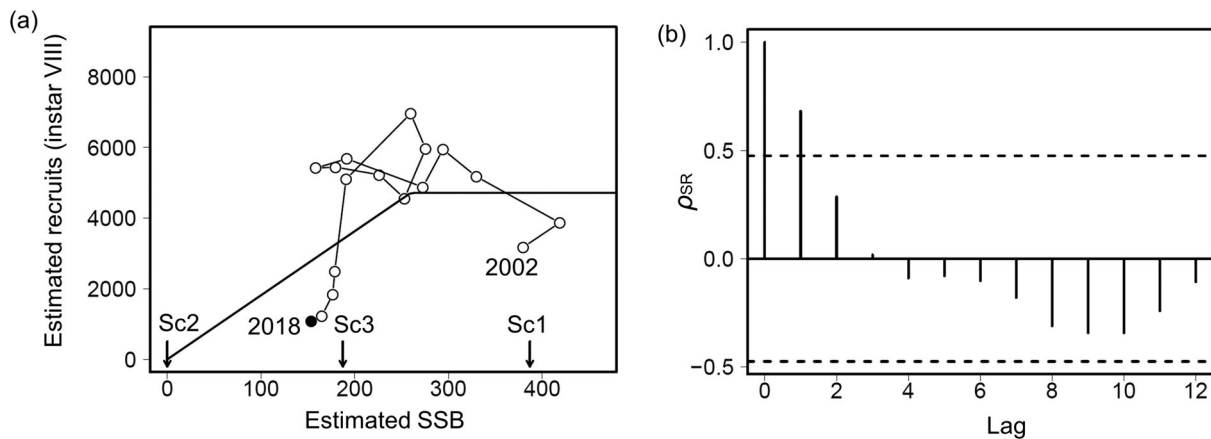 (a)
Estimated recruits (instar VIII)
8000
6000
4000
2000
0
2002
2018
Sc2
Sc3
Sc1
0 100 200 300 400
Estimated SSB
(b)
ρSR
1.0
0.5
0.0
−0.5
0 2 4 6 8 10 12
Lag